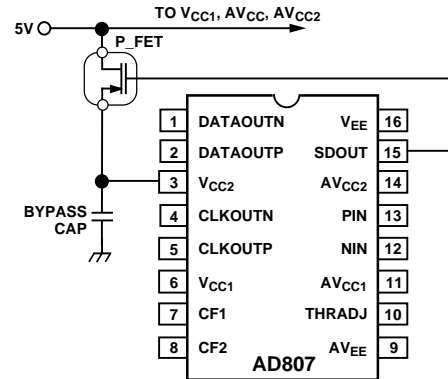 TO VCC1, AVCC, AVCC2
5V
P_FET
1 DATAOUTN VEE 16
2 DATAOUTP SDOUT 15
3 VCC2 AVCC2 14
BYPASS
CAP
4 CLKOUTN PIN 13
5 CLKOUTP NIN 12
6 VCC1 AVCC1 11
7 CF1 THRADJ 10
8 CF2 AVEE 9
AD807